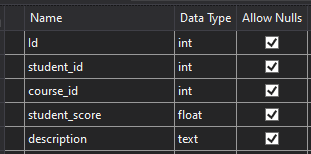 Name Data Type Allow Nulls
Id int
student_id int
course_id int
student_score float
description text